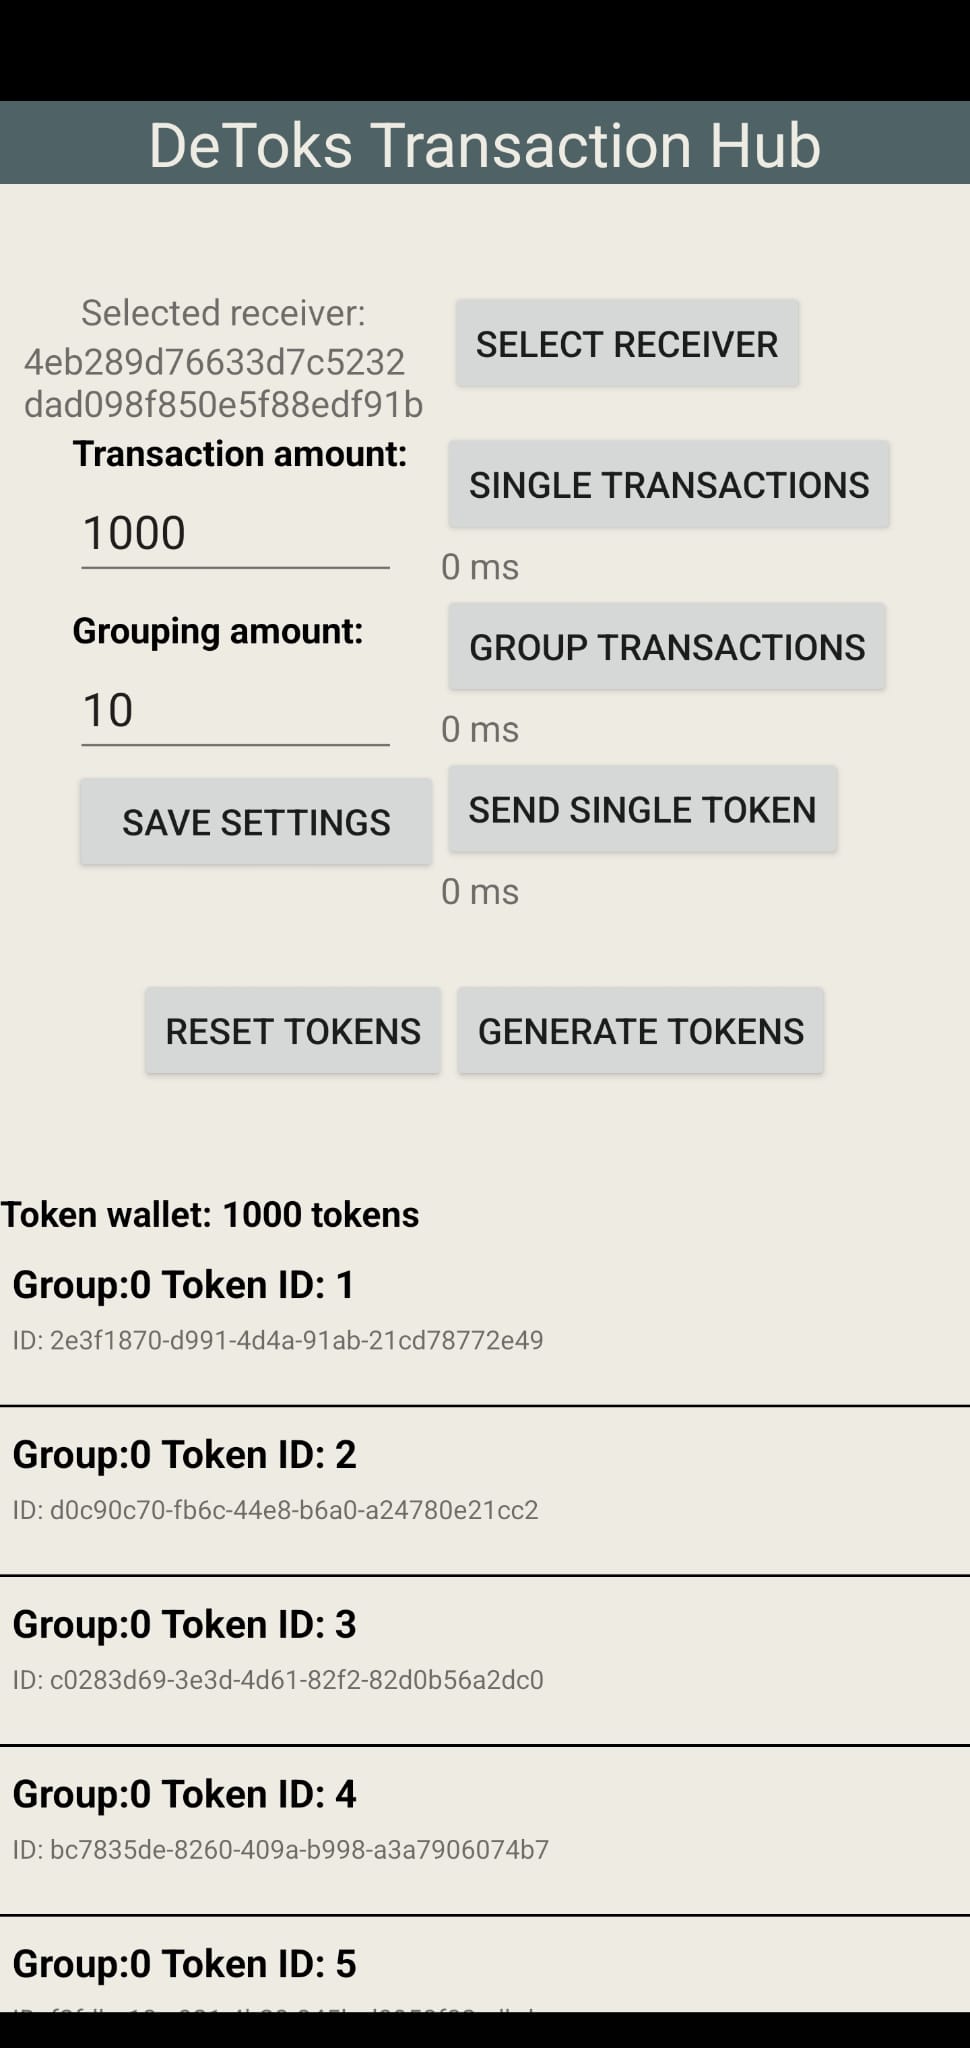 DeToks Transaction Hub
Selected receiver:
4eb289d76633d7c5232
dad098f850e5f88edf91b
SELECT RECEIVER
Transaction amount:
1000
SINGLE TRANSACTIONS
0 ms
Grouping amount:
10
GROUP TRANSACTIONS
0 ms
SAVE SETTINGS
SEND SINGLE TOKEN
0 ms
RESET TOKENS
GENERATE TOKENS
Token wallet: 1000 tokens
Group:0 Token ID: 1
ID: 2e3f1870-d991-4d4a-91ab-21cd78772e49
Group:0 Token ID: 2
ID: d0c90c70-fb6c-44e8-b6a0-a24780e21cc2
Group:0 Token ID: 3
ID: c0283d69-3e3d-4d61-82f2-82d0b56a2dc0
Group:0 Token ID: 4
ID: bc7835de-8260-409a-b998-a3a7906074b7
Group:0 Token ID: 5